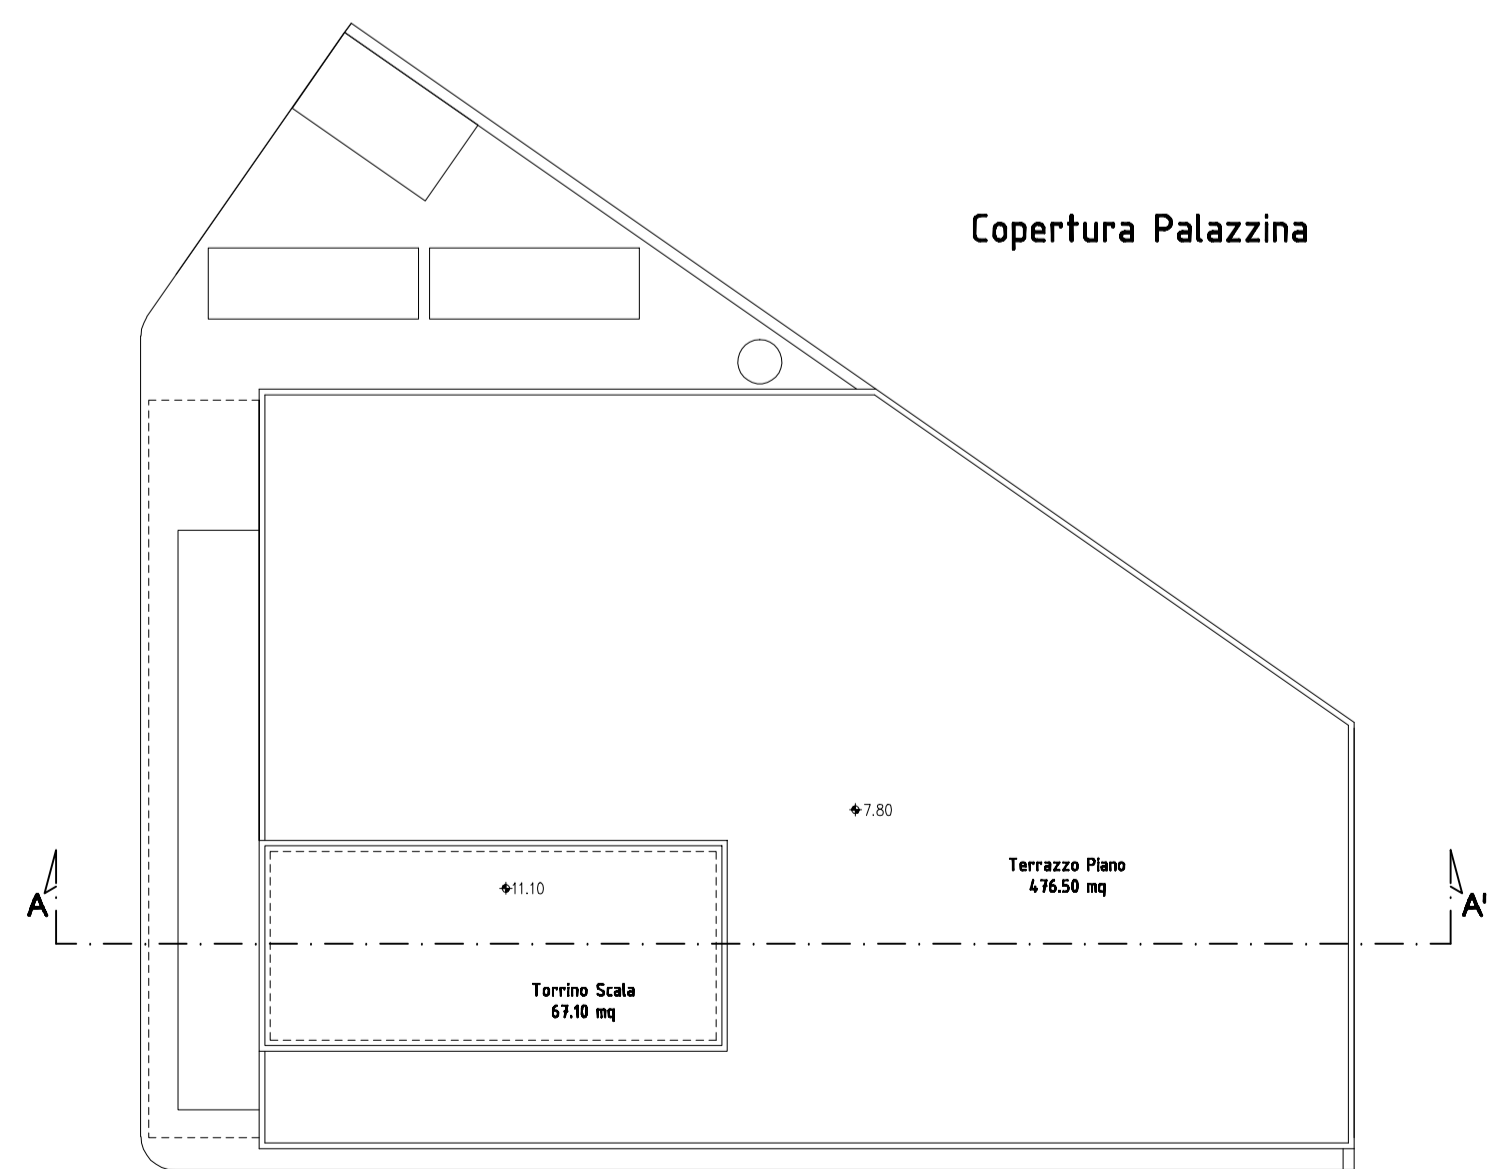 Copertura Palazzina
7.80
Terrazzo Piano
476.50 mq
11.10
A
A'
Torrino Scala
67.10 mq